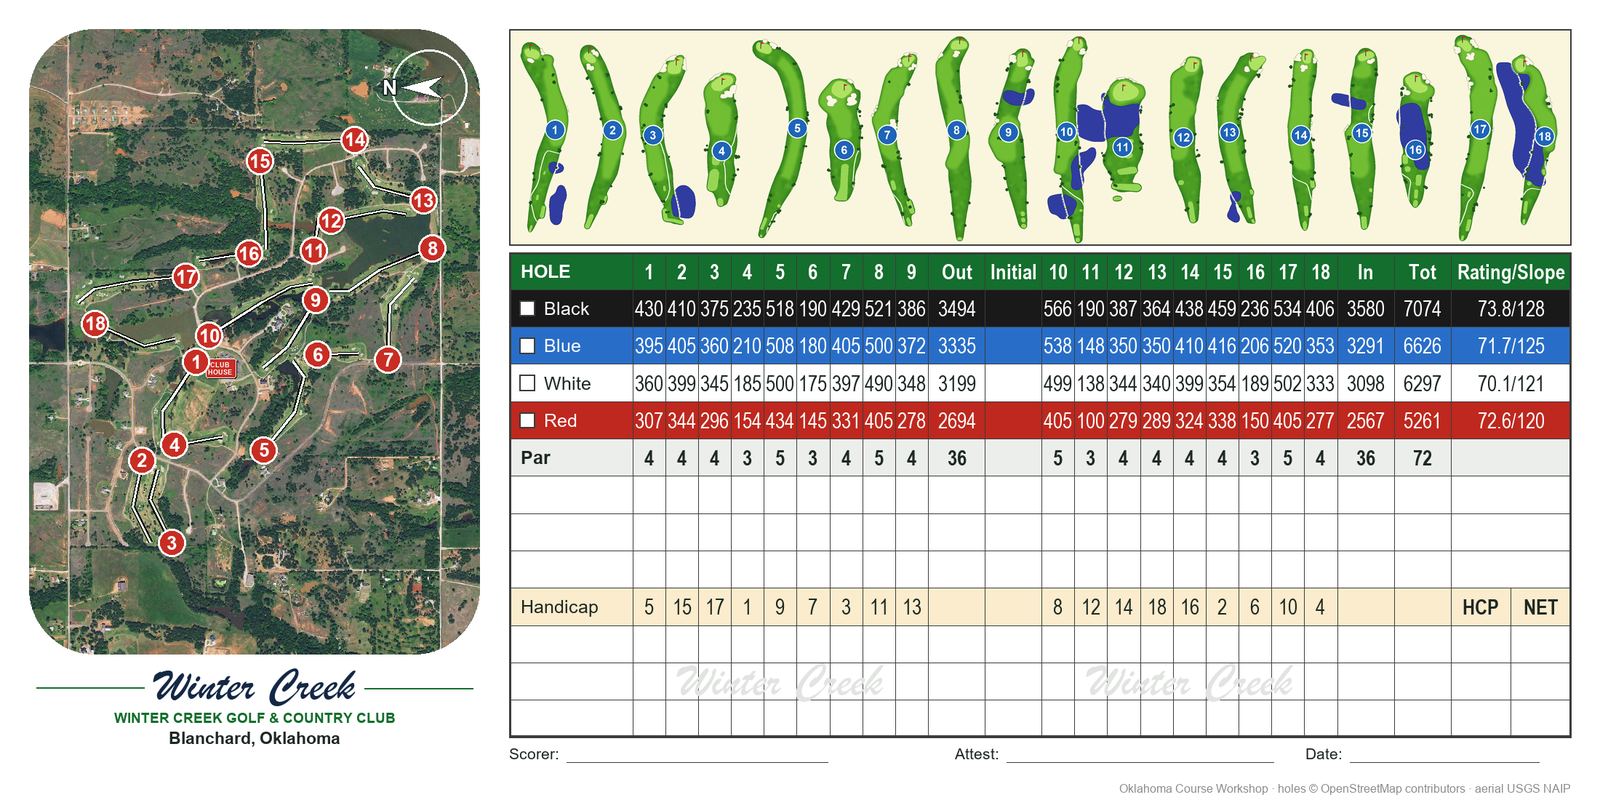 N
14
15
13
12
11
8
16
17
9
18
10
1
CLUB
HOUSE
6
7
4
5
2
3
Winter Creek
WINTER CREEK GOLF & COUNTRY CLUB
Blanchard, Oklahoma
1 2 3 4 5 6 7 8 9 10 11 12 13 14 15 16 17 18
HOLE 1 2 3 4 5 6 7 8 9 Out Initial 10 11 12 13 14 15 16 17 18 In Tot Rating/Slope
Black 430 410 375 235 518 190 429 521 386 3494 566 190 387 364 438 459 236 534 406 3580 7074 73.8/128
Blue 395 405 360 210 508 180 405 500 372 3335 538 148 350 350 410 416 206 520 353 3291 6626 71.7/125
White 360 399 345 185 500 175 397 490 348 3199 499 138 344 340 399 354 189 502 333 3098 6297 70.1/121
Red 307 344 296 154 434 145 331 405 278 2694 405 100 279 289 324 338 150 405 277 2567 5261 72.6/120
Par 4 4 4 3 5 3 4 5 4 36 5 3 4 4 4 4 3 5 4 36 72
Handicap 5 15 17 1 9 7 3 11 13 8 12 14 18 16 2 6 10 4 HCP NET
Winter Creek Winter Creek
Scorer: Attest: Date:
Oklahoma Course Workshop · holes © OpenStreetMap contributors · aerial USGS NAIP